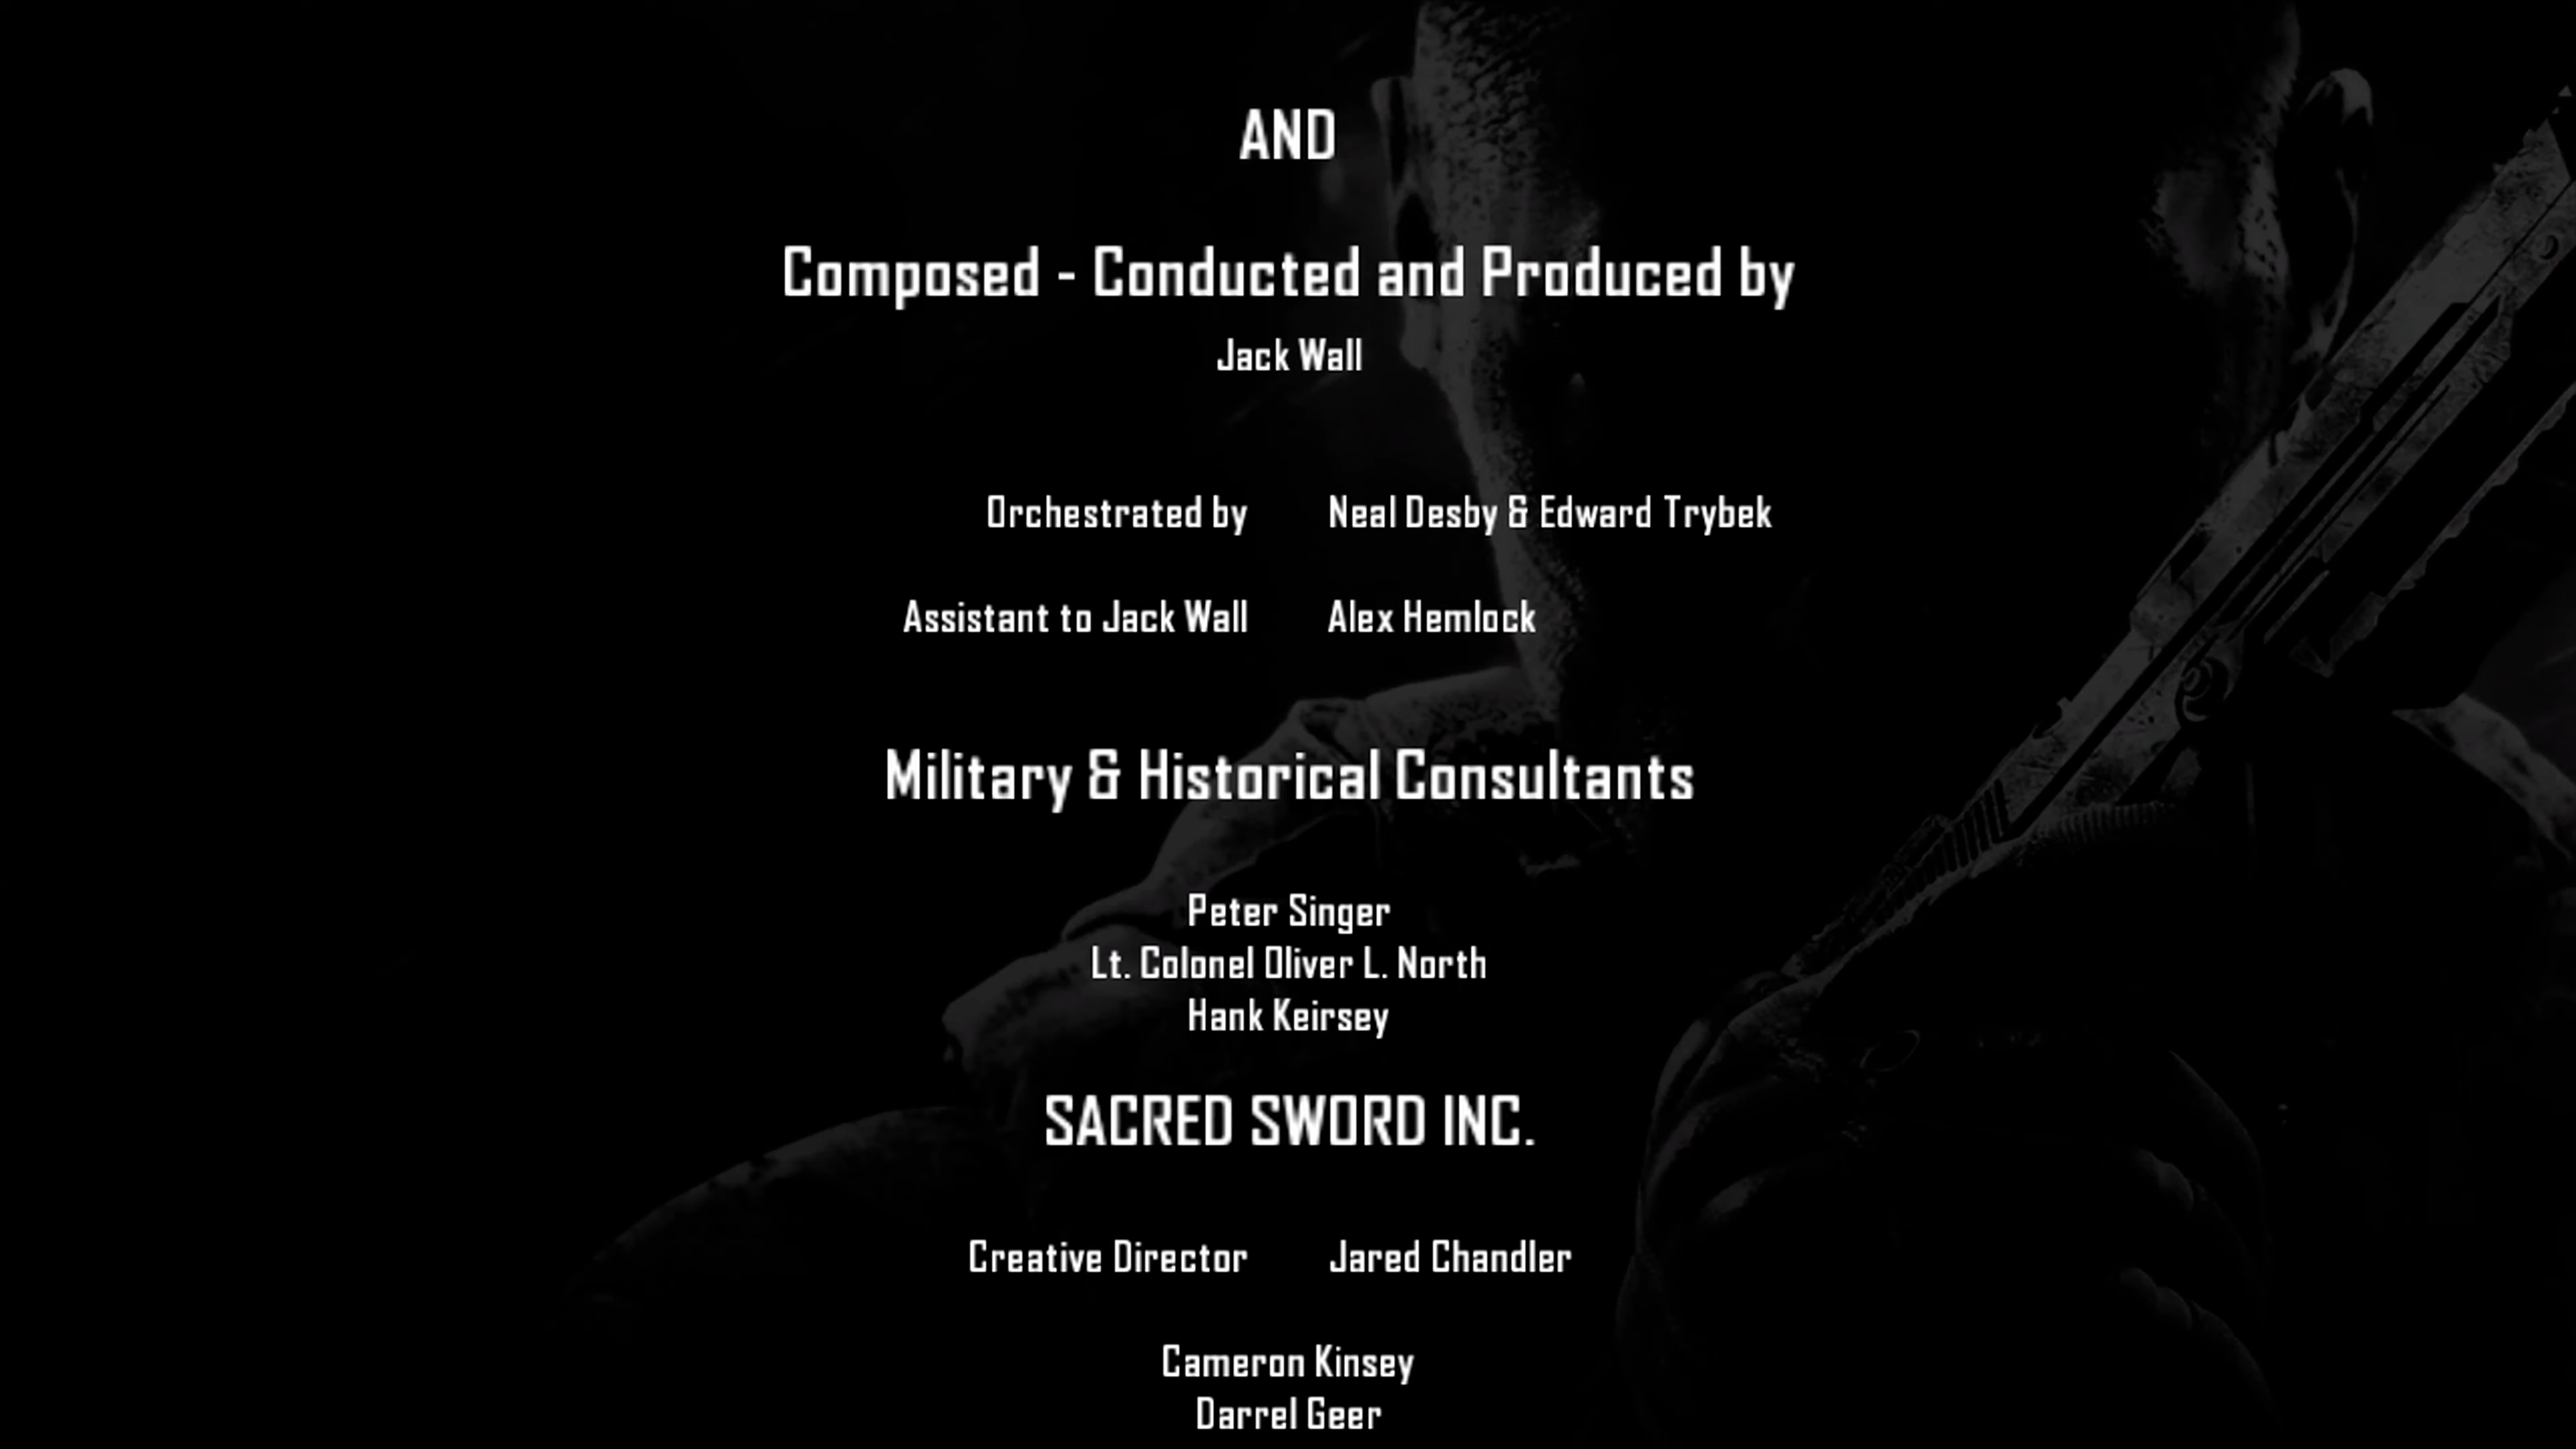 AND
Composed - Conducted and Produced by
Jack Wall
Orchestrated by Neal Desby & Edward Trybek
Assistant to Jack Wall Alex Hemlock
Military & Historical Consultants
Peter Singer
Lt. Colonel Oliver L. North
Hank Keirsey
SACRED SWORD INC.
Creative Director Jared Chandler
Cameron Kinsey
Darrel Geer